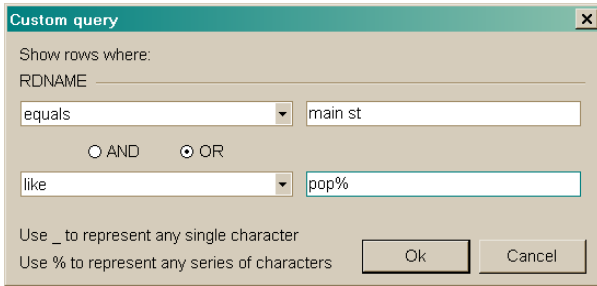 Custom query
Show rows where:
RDNAME
equals main st
AND OR
like pop%
Use _ to represent any single character
Use % to represent any series of characters
Ok Cancel